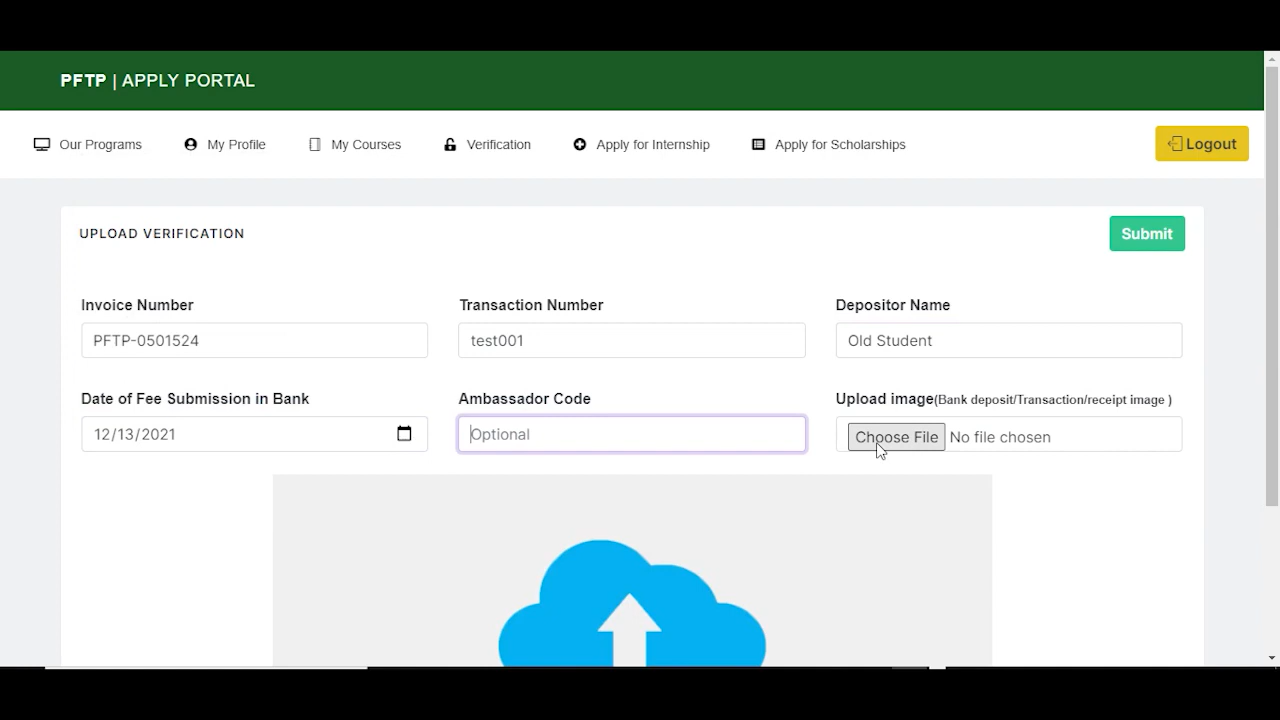 PFTP | APPLY PORTAL
Our Programs My Profile My Courses Verification Apply for Internship Apply for Scholarships Logout
UPLOAD VERIFICATION Submit
Invoice Number Transaction Number Depositor Name
PFTP-0501524 test001 Old Student
Date of Fee Submission in Bank Ambassador Code Upload image(Bank deposit/Transaction/receipt image )
12/13/2021 Optional Choose File No file chosen